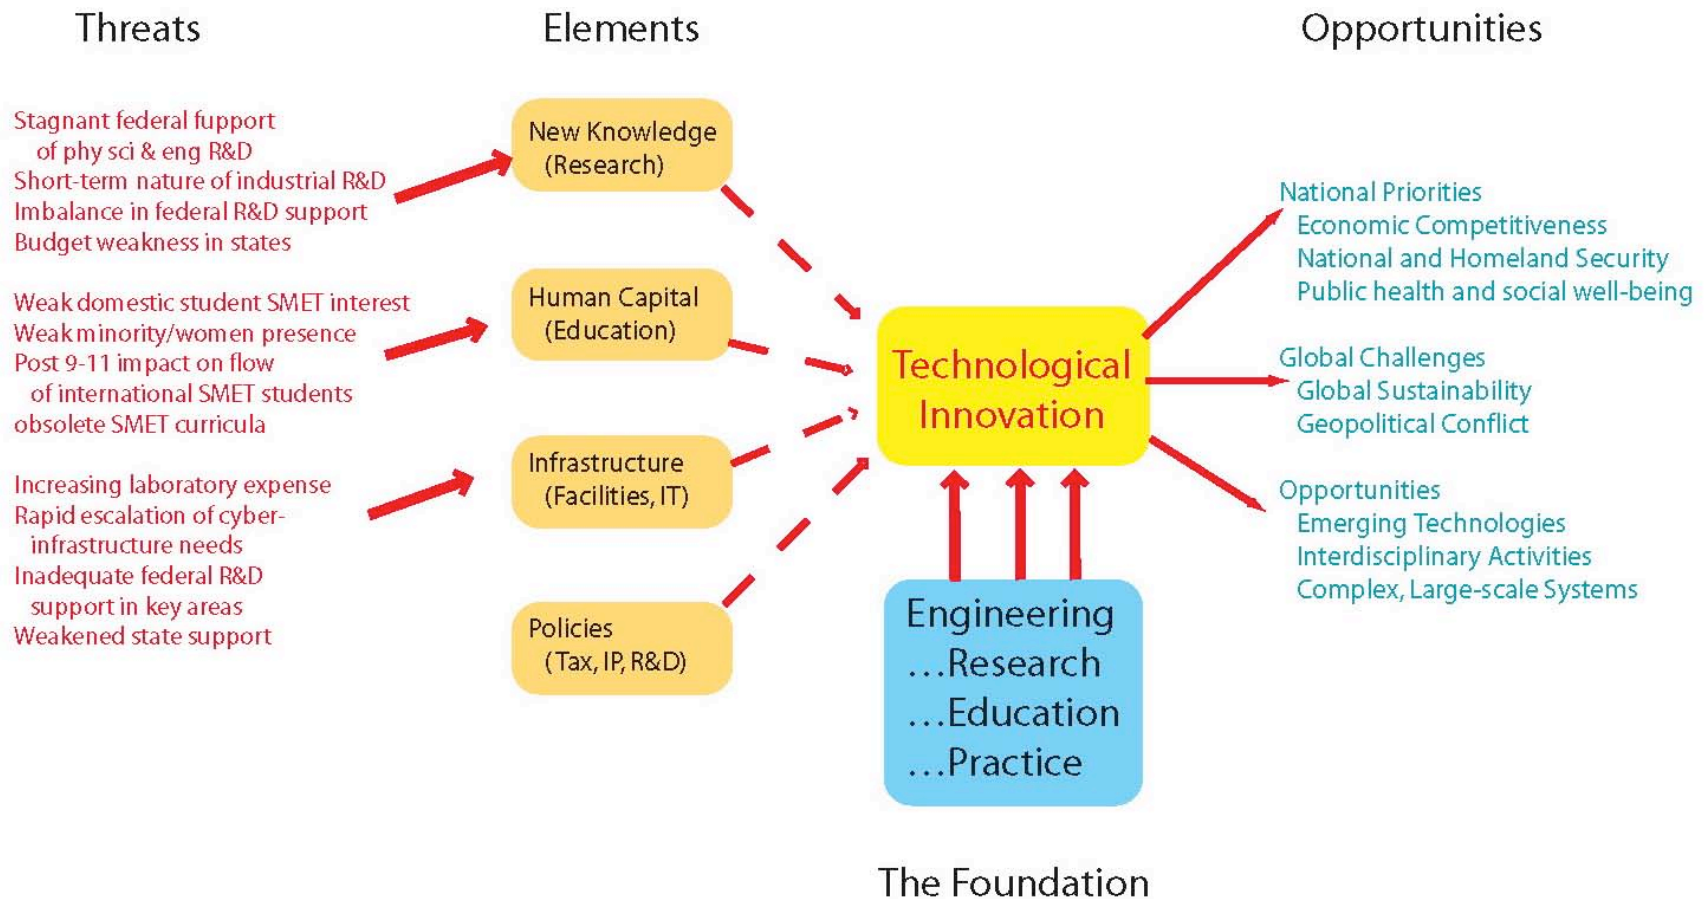 Threats
Elements
Opportunities
Stagnant federal fupport
of phy sci & eng R&D
Short-term nature of industrial R&D
Imbalance in federal R&D support
Budget weakness in states
Weak domestic student SMET interest
Weak minority/women presence
Post 9-11 impact on flow
of international SMET students
obsolete SMET curricula
Increasing laboratory expense
Rapid escalation of cyber-
infrastructure needs
Inadequate federal R&D
support in key areas
Weakened state support
New Knowledge
(Research)
Human Capital
(Education)
Infrastructure
(Facilities, IT)
Policies
(Tax, IP, R&D)
Technological
Innovation
Engineering
...Research
...Education
...Practice
The Foundation
National Priorities
Economic Competitiveness
National and Homeland Security
Public health and social well-being
Global Challenges
Global Sustainability
Geopolitical Conflict
Opportunities
Emerging Technologies
Interdisciplinary Activities
Complex, Large-scale Systems